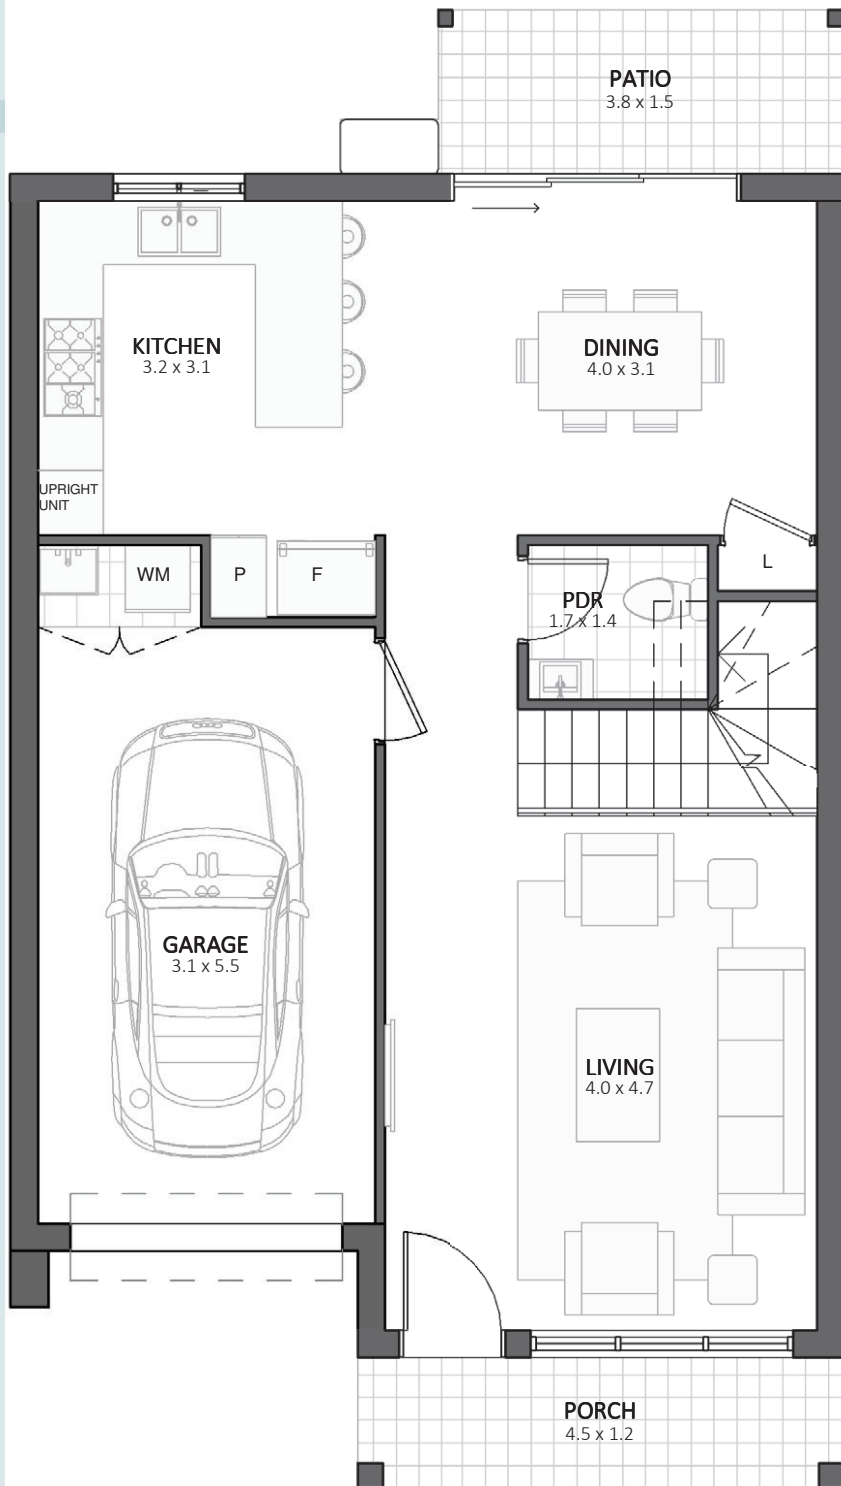 PATIO
3.8 x 1.5
KITCHEN
3.2 x 3.1
DINING
4.0 x 3.1
UPRIGHT
UNIT
WM
P
F
L
PDR
1.7 x 1.4
GARAGE
3.1 x 5.5
LIVING
4.0 x 4.7
PORCH
4.5 x 1.2